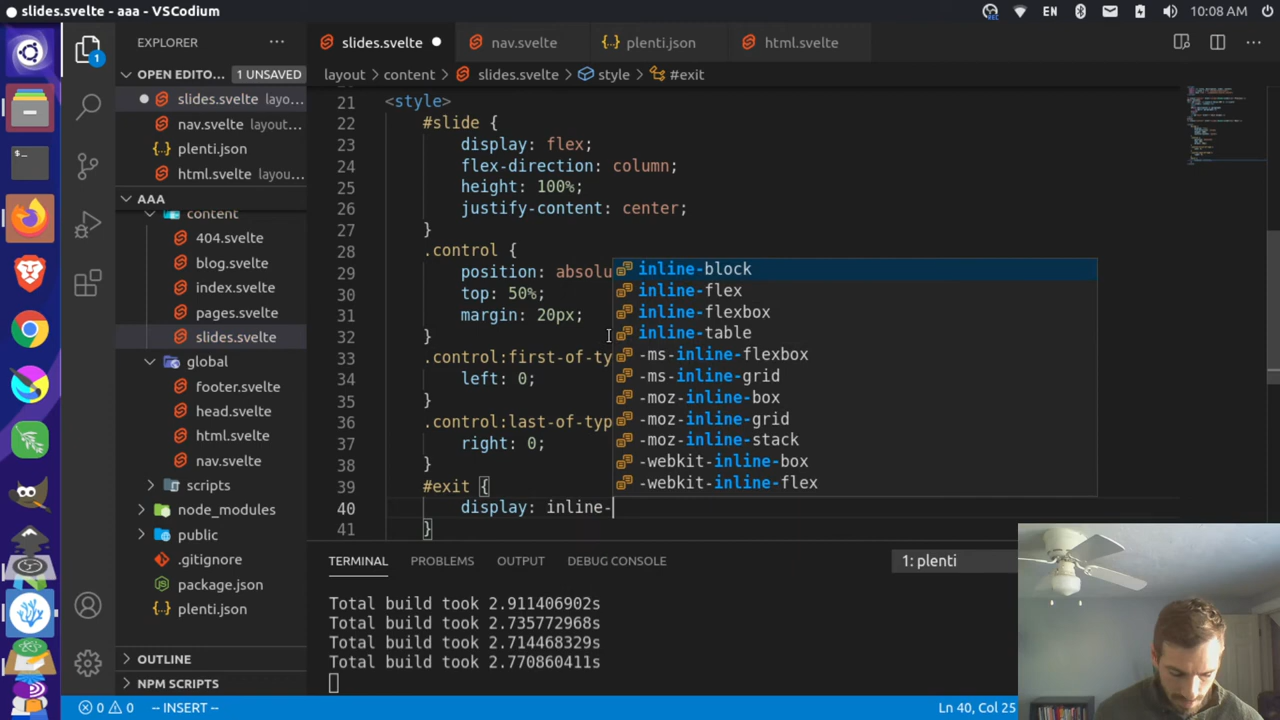 slides.svelte - aaa - VSCodium
REC
EN
10:08 AM
EXPLORER
slides.svelte
nav.svelte
plenti.json
html.svelte
1
OPEN EDITO... 1 UNSAVED
slides.svelte layo...
nav.svelte layout...
plenti.json
html.svelte layou...
AAA
content
404.svelte
blog.svelte
index.svelte
pages.svelte
slides.svelte
global
footer.svelte
head.svelte
html.svelte
nav.svelte
scripts
node_modules
public
.gitignore
package.json
plenti.json
OUTLINE
NPM SCRIPTS
layout > content > slides.svelte > style > #exit
21 <style>
22 #slide {
23 display: flex;
24 flex-direction: column;
25 height: 100%;
26 justify-content: center;
27 }
28 .control {
29 position: absolu
30 top: 50%;
31 margin: 20px;
32 }
33 .control:first-of-ty
34 left: 0;
35 }
36 .control:last-of-typ
37 right: 0;
38 }
39 #exit {
40 display: inline-
41 }
inline-block
inline-flex
inline-flexbox
inline-table
-ms-inline-flexbox
-ms-inline-grid
-moz-inline-box
-moz-inline-grid
-moz-inline-stack
-webkit-inline-box
-webkit-inline-flex
TERMINAL PROBLEMS OUTPUT DEBUG CONSOLE 1: plenti
Total build took 2.911406902s
Total build took 2.735772968s
Total build took 2.714468329s
Total build took 2.770860411s
0 0 -- INSERT -- Ln 40, Col 25